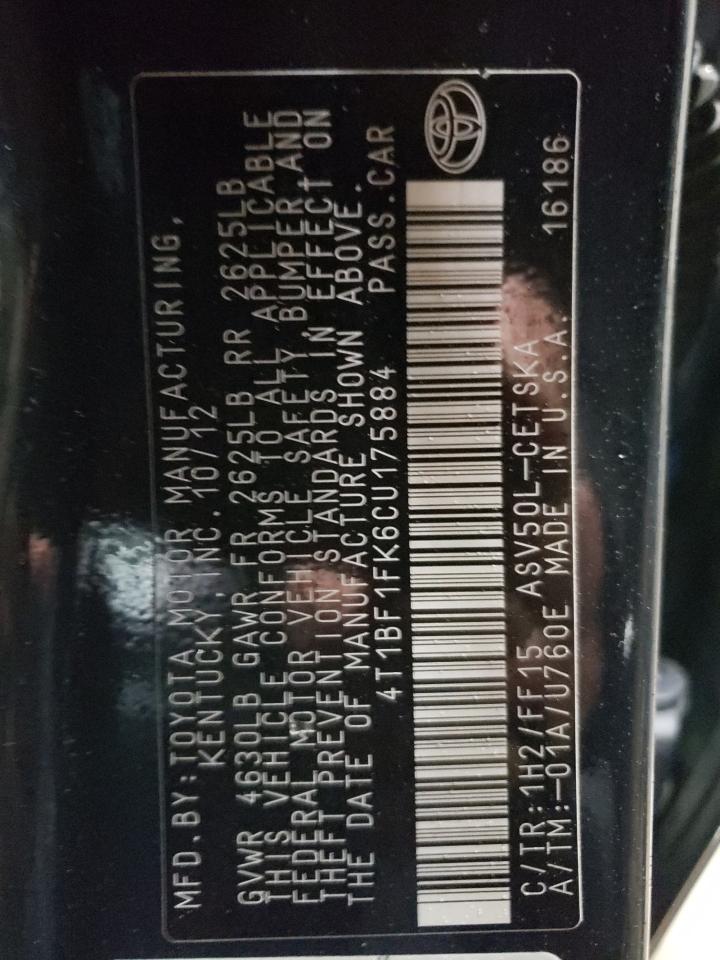 MFD.BY:TOYOTA MOTOR MANUFACTURING,
KENTUCKY,INC.10/12
GVWR 4630LB GAWR FR 2625LB RR 2625LB
THIS VEHICLE CONFORMS TO ALL APPLICABLE
FEDERAL MOTOR VEHICLE SAFETY BUMPER,AND
THEFT PREVENTION STANDARDS IN EFFECT ON
THE DATE OF MANUFACTURE SHOWN ABOVE.
4T1BF1FK6CU175884 PASS.CAR
C/TR:1H2/FF15 ASV50L-CETSKA 16186
A/TM:-01A/U760E MADE IN U.S.A.